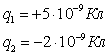 q₁ = +5·10⁻⁹ Кл
q₂ = −2·10⁻⁹ Кл